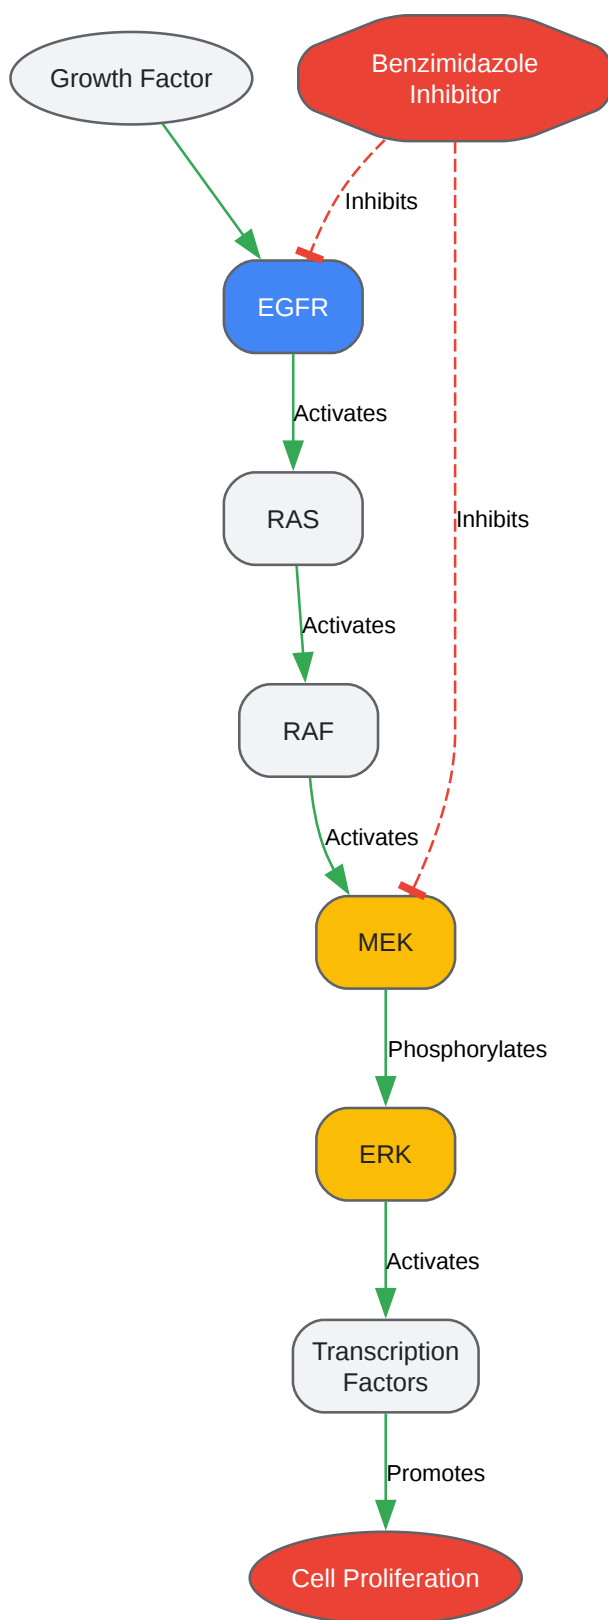 Growth Factor
Benzimidazole
Inhibitor
Inhibits
EGFR
Activates
RAS
Inhibits
Activates
RAF
Activates
MEK
Phosphorylates
ERK
Activates
Transcription
Factors
Promotes
Cell Proliferation